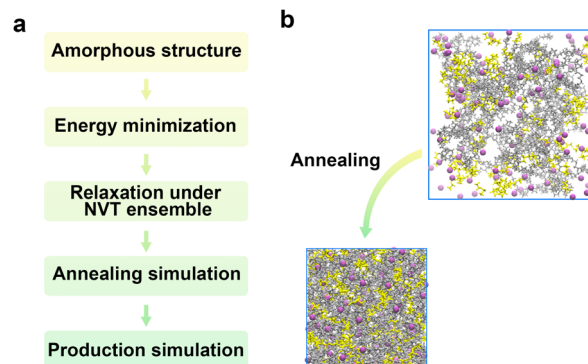 a
Amorphous structure
Energy minimization
Relaxation under
NVT ensemble
Annealing simulation
Production simulation
b
Annealing